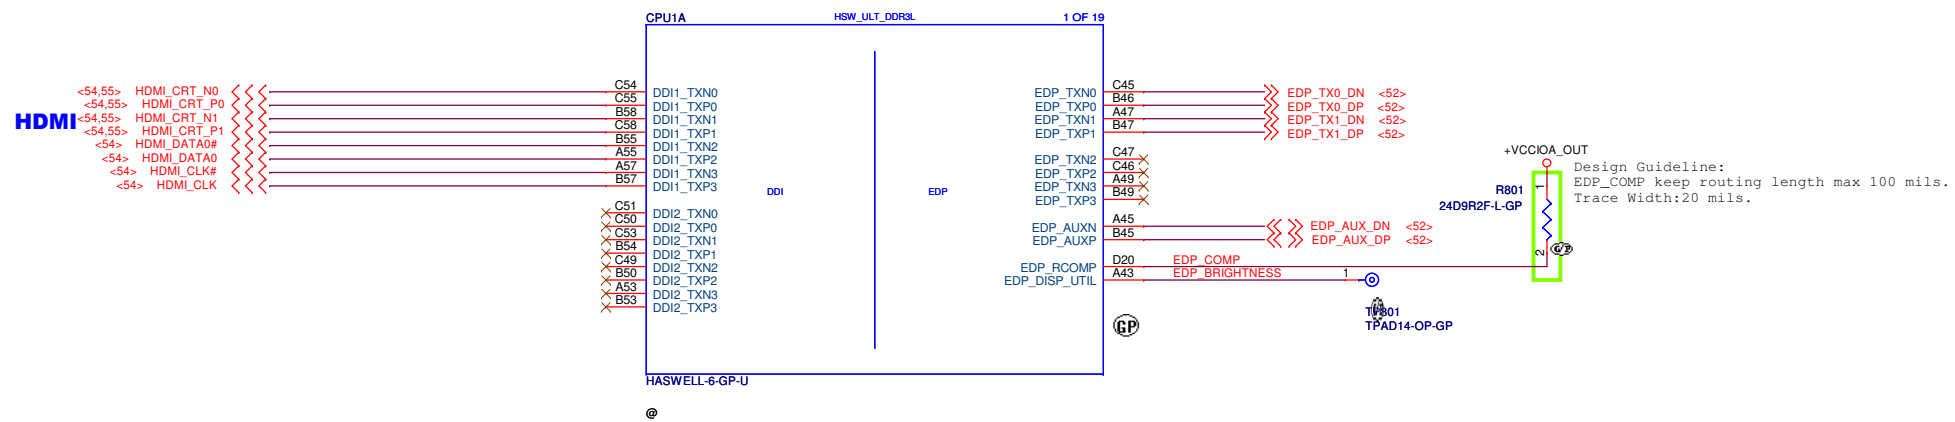 CPU1A HSW_ULT_DDR3L 1 OF 19
HDMI
<54,55> HDMI_CRT_N0 C54 DDI1_TXN0
<54,55> HDMI_CRT_P0 C55 DDI1_TXP0
<54,55> HDMI_CRT_N1 B58 DDI1_TXN1
<54,55> HDMI_CRT_P1 C58 DDI1_TXP1
<54> HDMI_DATA0# B55 DDI1_TXN2
<54> HDMI_DATA0 A55 DDI1_TXP2
<54> HDMI_CLK# A57 DDI1_TXN3
<54> HDMI_CLK B57 DDI1_TXP3
C51 DDI2_TXN0
C50 DDI2_TXP0
C53 DDI2_TXN1
B54 DDI2_TXP1
C49 DDI2_TXN2
B50 DDI2_TXP2
A53 DDI2_TXN3
B53 DDI2_TXP3
DDI EDP
EDP_TXN0 C45 EDP_TX0_DN <52>
EDP_TXP0 B46 EDP_TX0_DP <52>
EDP_TXN1 A47 EDP_TX1_DN <52>
EDP_TXP1 B47 EDP_TX1_DP <52>
EDP_TXN2 C47
EDP_TXP2 C46
EDP_TXN3 A49
EDP_TXP3 B49
EDP_AUXN A45 EDP_AUX_DN <52>
EDP_AUXP B45 EDP_AUX_DP <52>
EDP_RCOMP D20 EDP_COMP
EDP_DISP_UTIL A43 EDP_BRIGHTNESS 1
+VCCIOA_OUT
1
R801
24D9R2F-L-GP
2
Design Guideline:
EDP_COMP keep routing length max 100 mils.
Trace Width:20 mils.
TP801
TPAD14-OP-GP
GP
HASWELL-6-GP-U
@